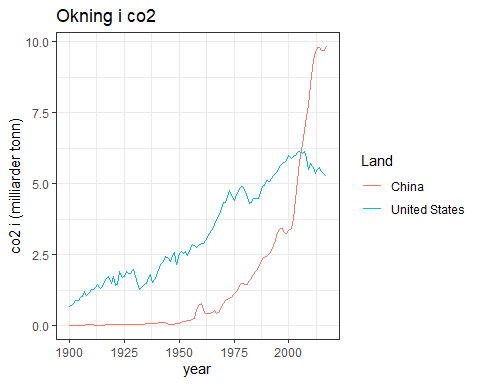 Okning i co2
co2 i (milliarder tonn)
10.0
7.5
5.0
2.5
0.0
1900 1925 1950 1975 2000
year
Land
China
United States